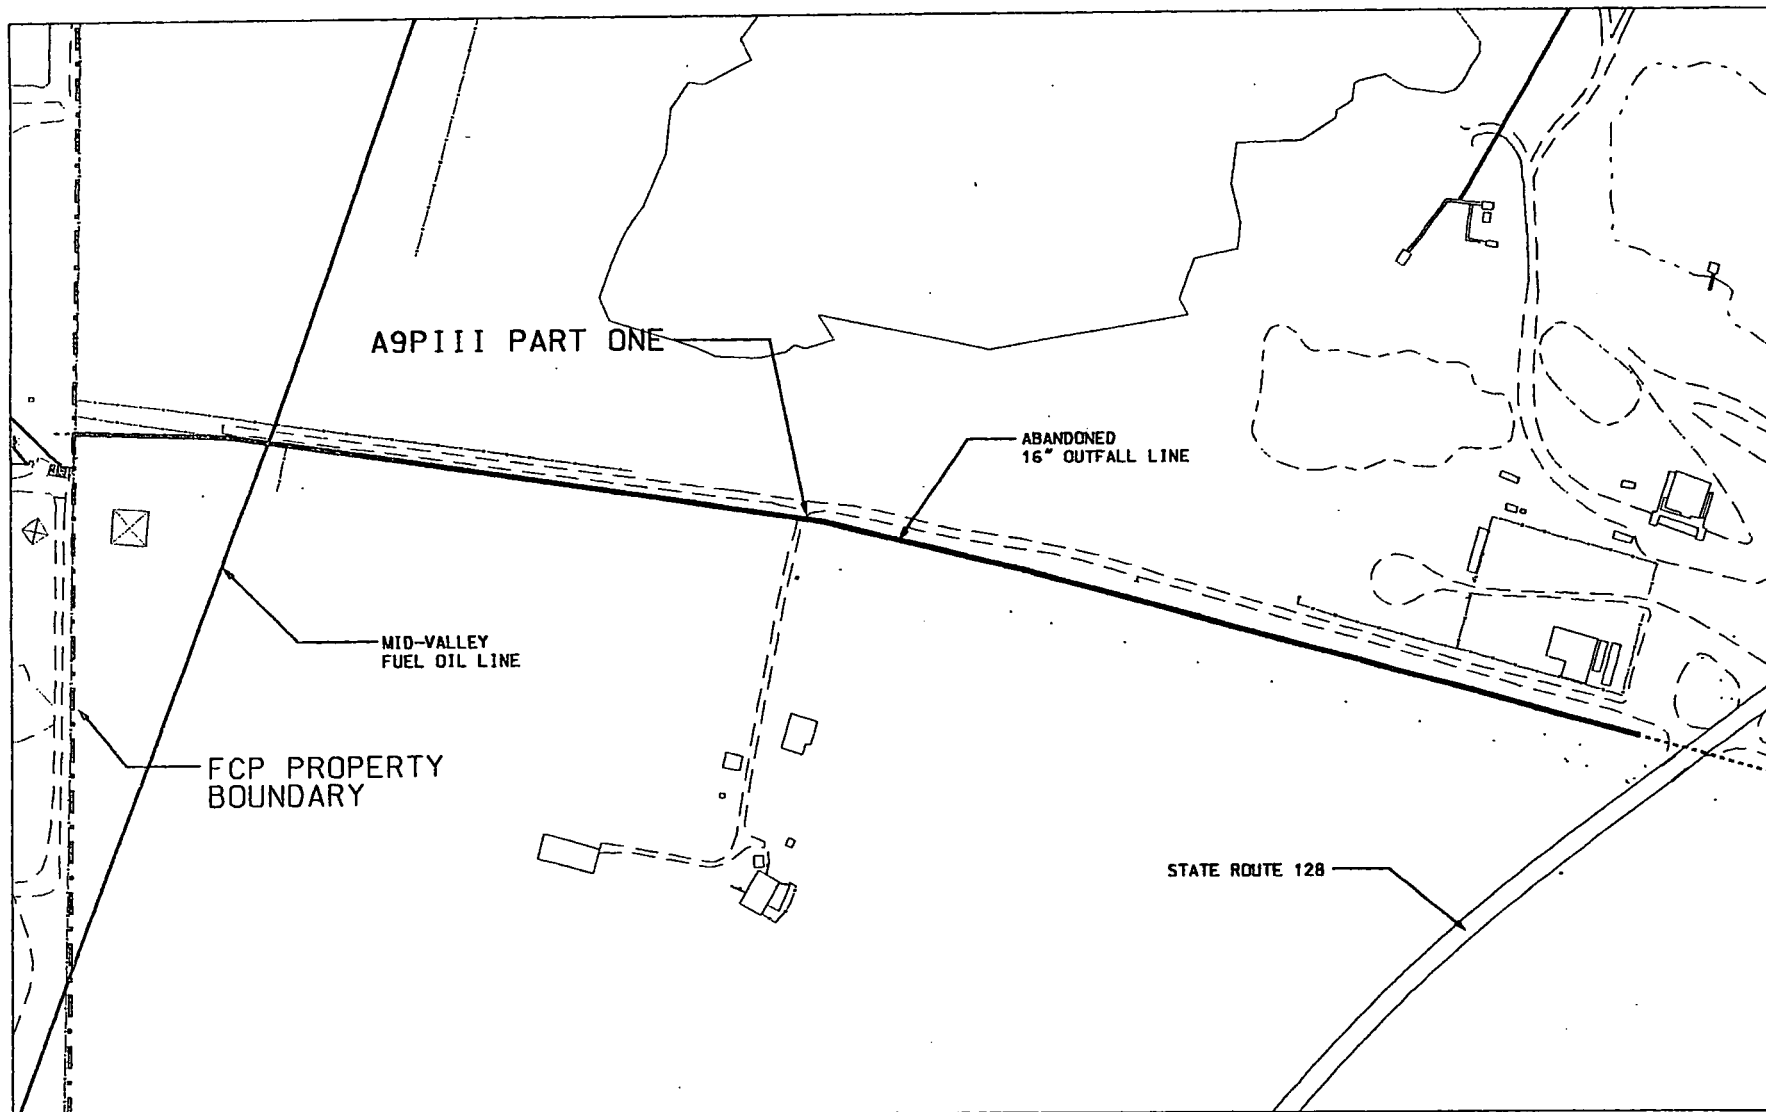 A9PIII PART ONE
ABANDONED
16" OUTFALL LINE
MID-VALLEY
FUEL OIL LINE
FCP PROPERTY
BOUNDARY
STATE ROUTE 128